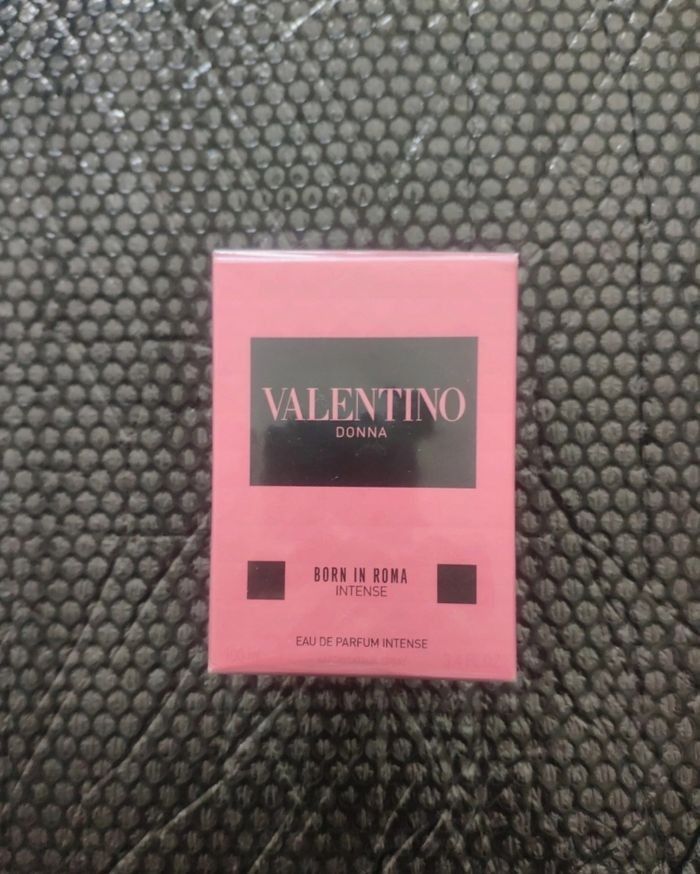 VALENTINO
DONNA
BORN IN ROMA
INTENSE
EAU DE PARFUM INTENSE